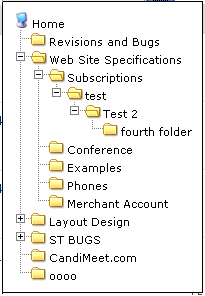 Home
Revisions and Bugs
Web Site Specifications
Subscriptions
test
Test 2
fourth folder
Conference
Examples
Phones
Merchant Account
Layout Design
ST BUGS
CandiMeet.com
oooo